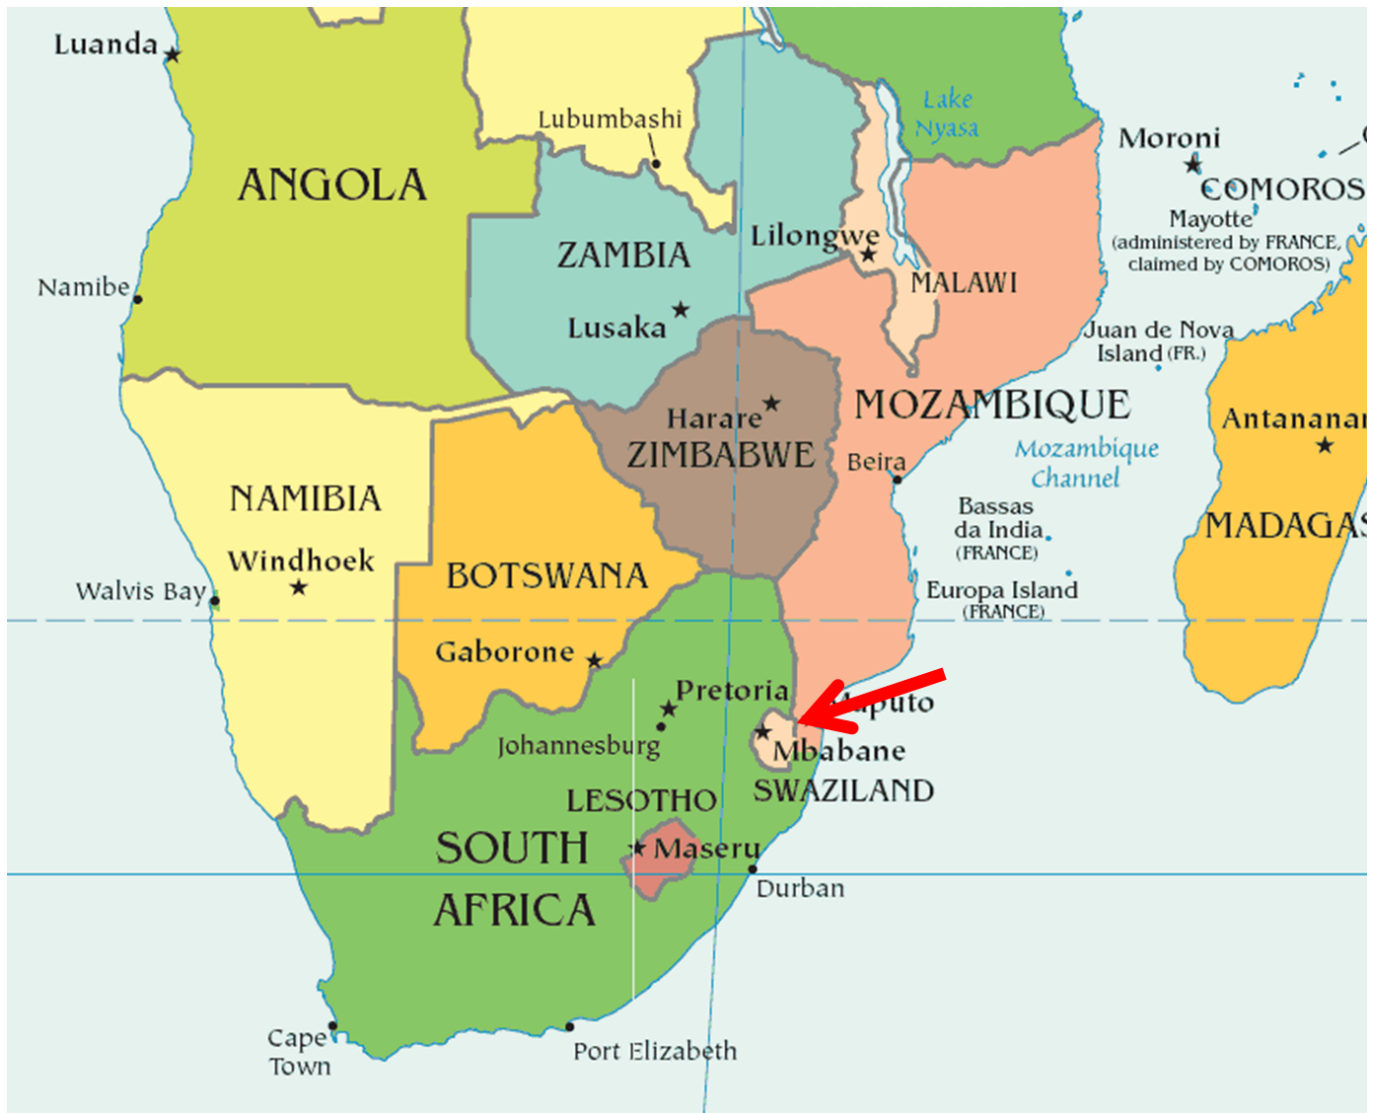 Luanda
Lubumbashi
Lake
Nyasa
Moroni
COMOROS
Mayotte
(administered by FRANCE,
claimed by COMOROS)
ANGOLA
ZAMBIA
Lilongwe
MALAWI
Namibe
Lusaka
Juan de Nova
Island (FR.)
Harare
ZIMBABWE
MOZAMBIQUE
Antananar
Beira
Mozambique
Channel
NAMIBIA
Windhoek
Bassas
da India
(FRANCE)
MADAGAS
BOTSWANA
Walvis Bay
Europa Island
(FRANCE)
Gaborone
Pretoria
Maputo
Johannesburg
Mbabane
SWAZILAND
LESOTHO
SOUTH
AFRICA
Maseru
Durban
Cape
Town
Port Elizabeth